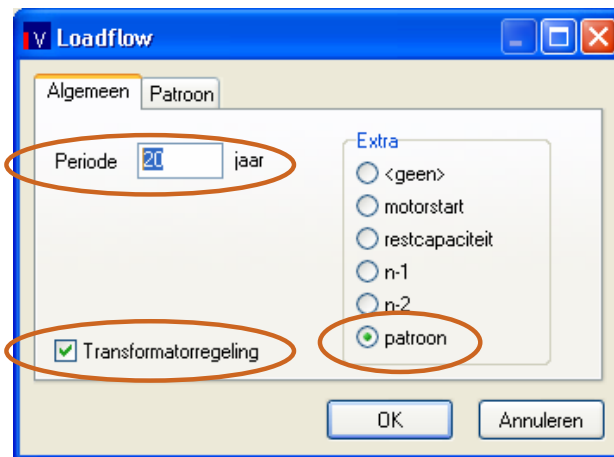 V Loadflow
Algemeen Patroon
Periode 20 jaar
Transformatorregeling
Extra
<geen>
motorstart
restcapaciteit
n-1
n-2
patroon
OK Annuleren